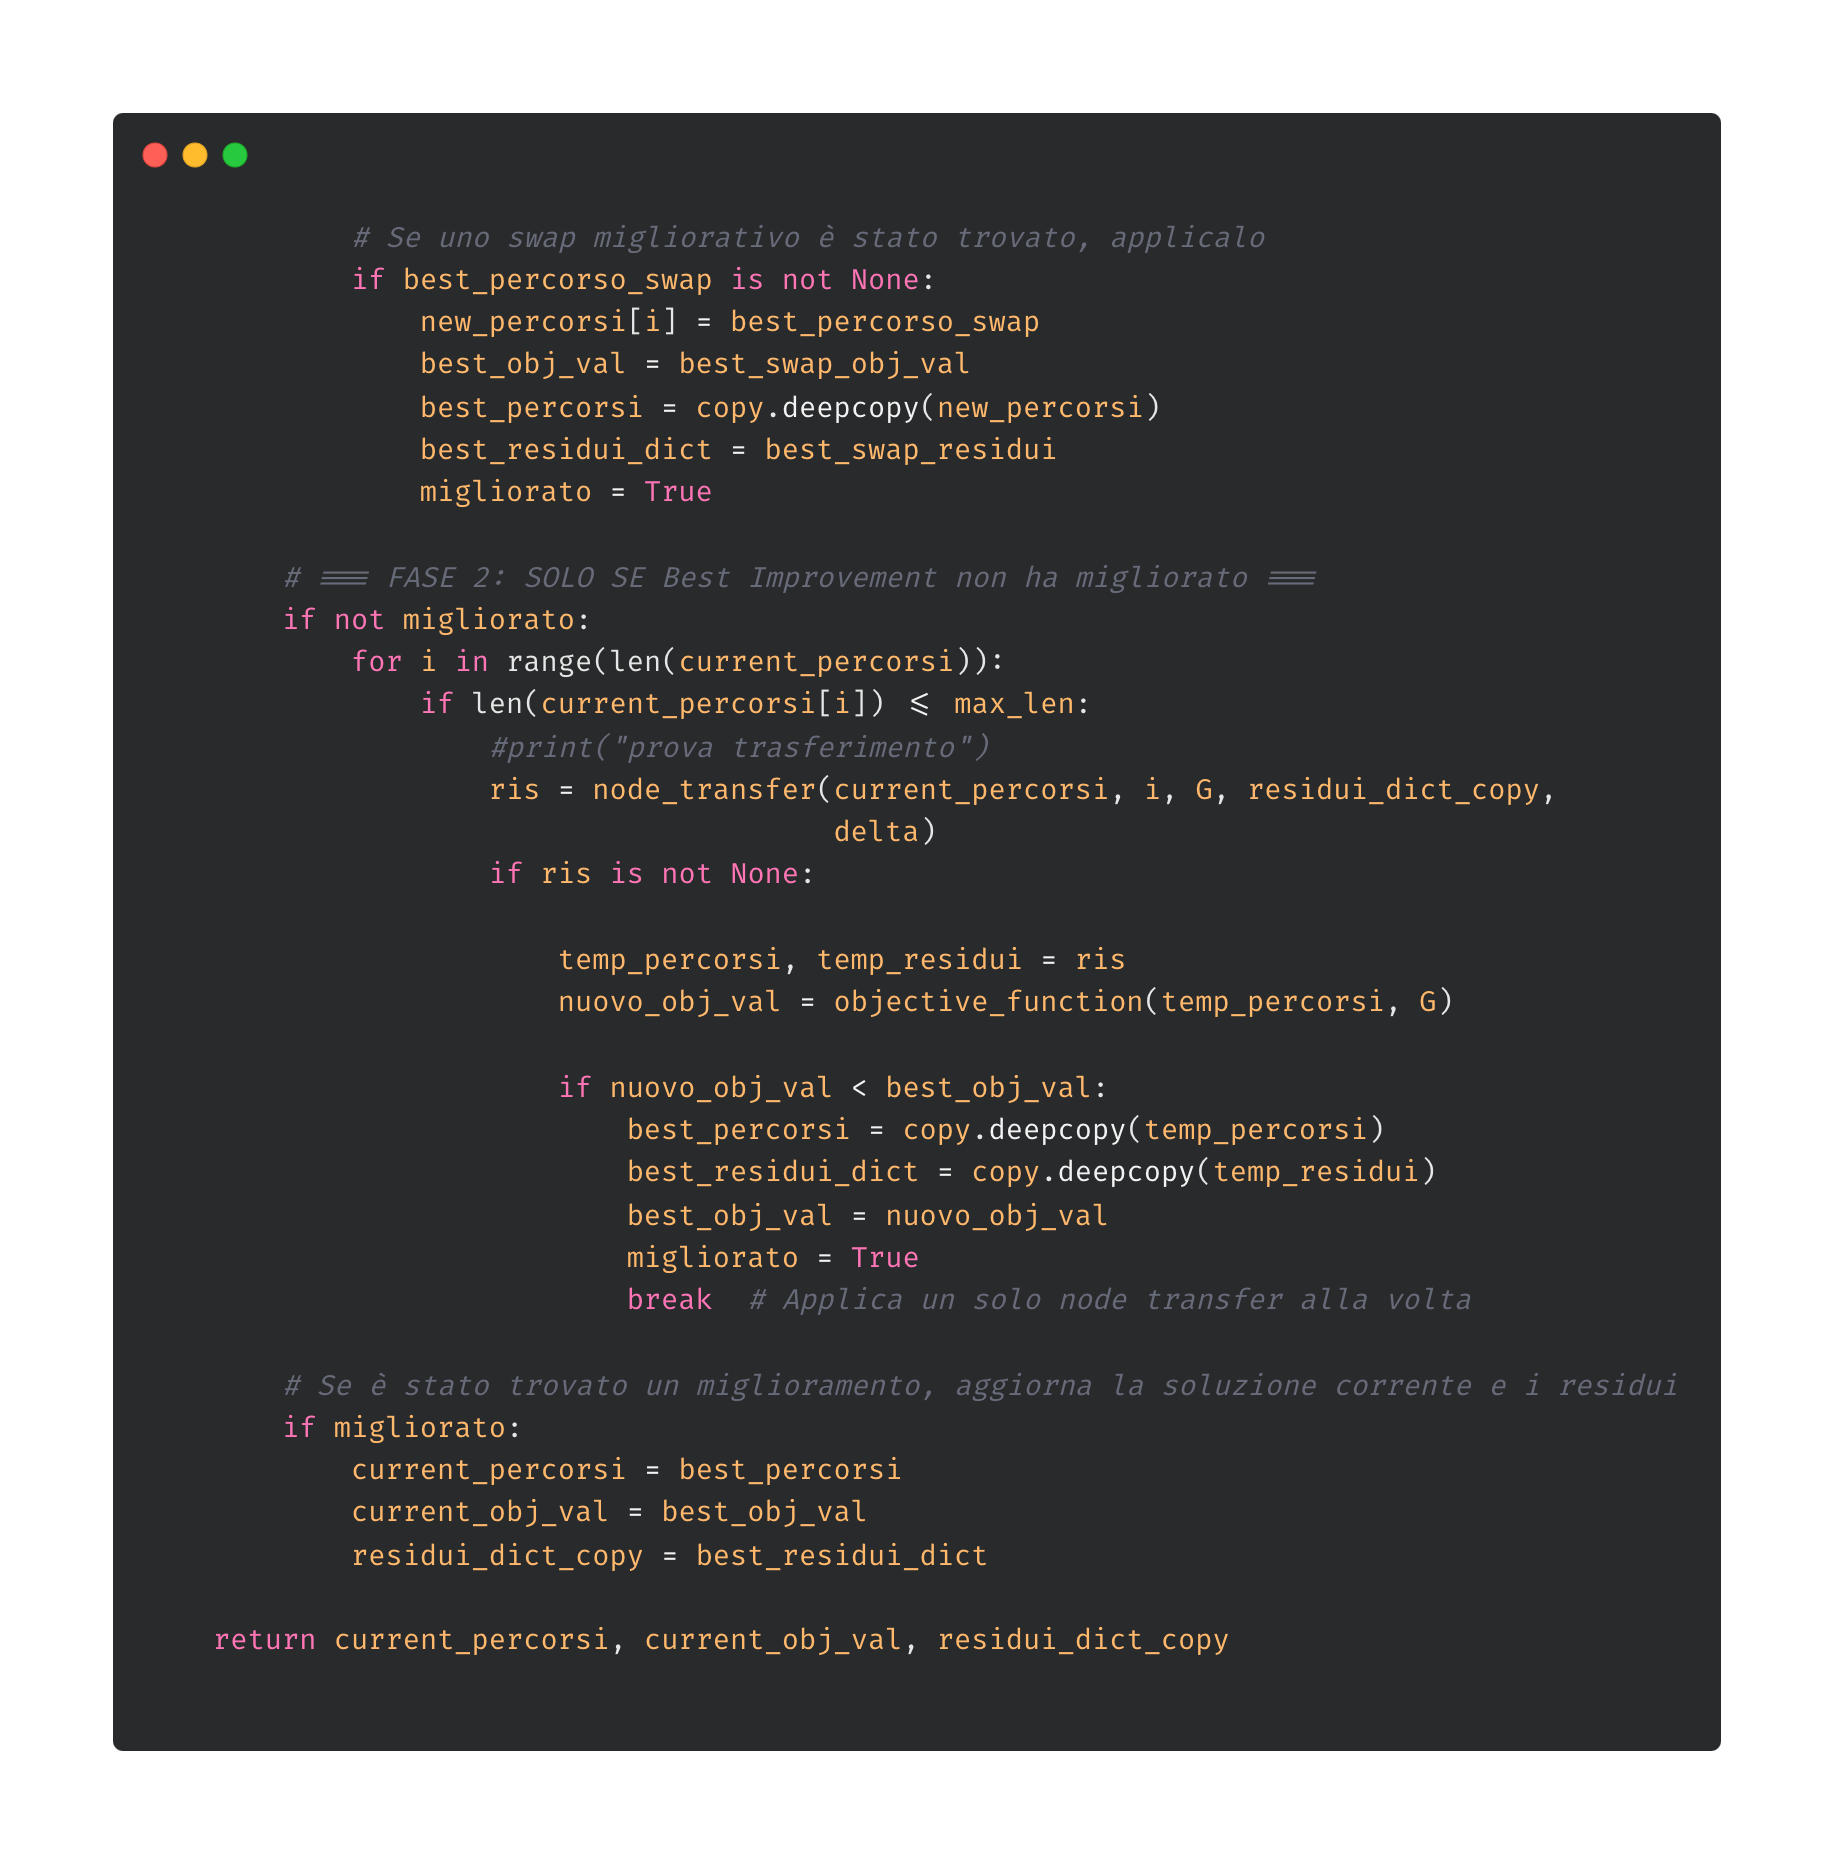 # Se uno swap migliorativo è stato trovato, applicalo
if best_percorso_swap is not None:
new_percorsi[i] = best_percorso_swap
best_obj_val = best_swap_obj_val
best_percorsi = copy.deepcopy(new_percorsi)
best_residui_dict = best_swap_residui
migliorato = True
# === FASE 2: SOLO SE Best Improvement non ha migliorato ===
if not migliorato:
for i in range(len(current_percorsi)):
if len(current_percorsi[i]) <= max_len:
#print("prova trasferimento")
ris = node_transfer(current_percorsi, i, G, residui_dict_copy,
delta)
if ris is not None:
temp_percorsi, temp_residui = ris
nuovo_obj_val = objective_function(temp_percorsi, G)
if nuovo_obj_val < best_obj_val:
best_percorsi = copy.deepcopy(temp_percorsi)
best_residui_dict = copy.deepcopy(temp_residui)
best_obj_val = nuovo_obj_val
migliorato = True
break  # Applica un solo node transfer alla volta
# Se è stato trovato un miglioramento, aggiorna la soluzione corrente e i residui
if migliorato:
current_percorsi = best_percorsi
current_obj_val = best_obj_val
residui_dict_copy = best_residui_dict
return current_percorsi, current_obj_val, residui_dict_copy